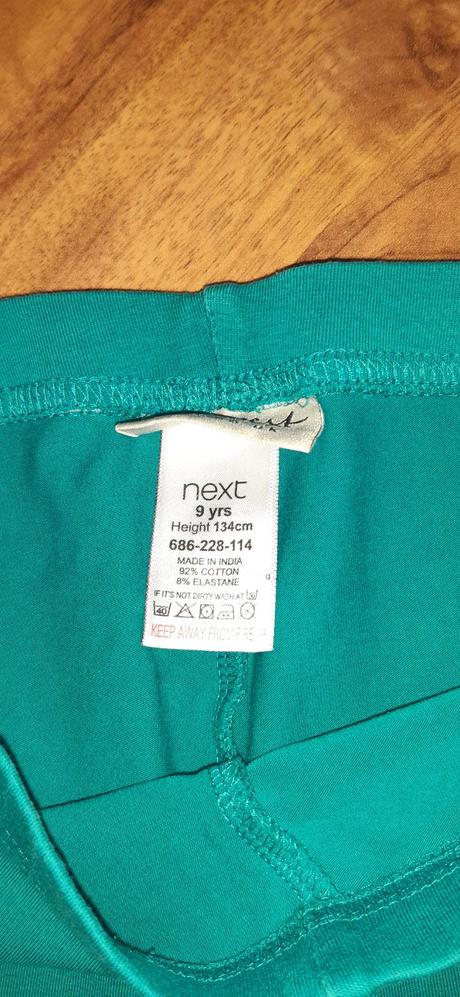 next
9 yrs
Height 134cm
686-228-114
MADE IN INDIA
92% COTTON
8% ELASTANE
IF IT'S NOT DIRTY WASH AT 30
40
KEEP AWAY FROM FIRE